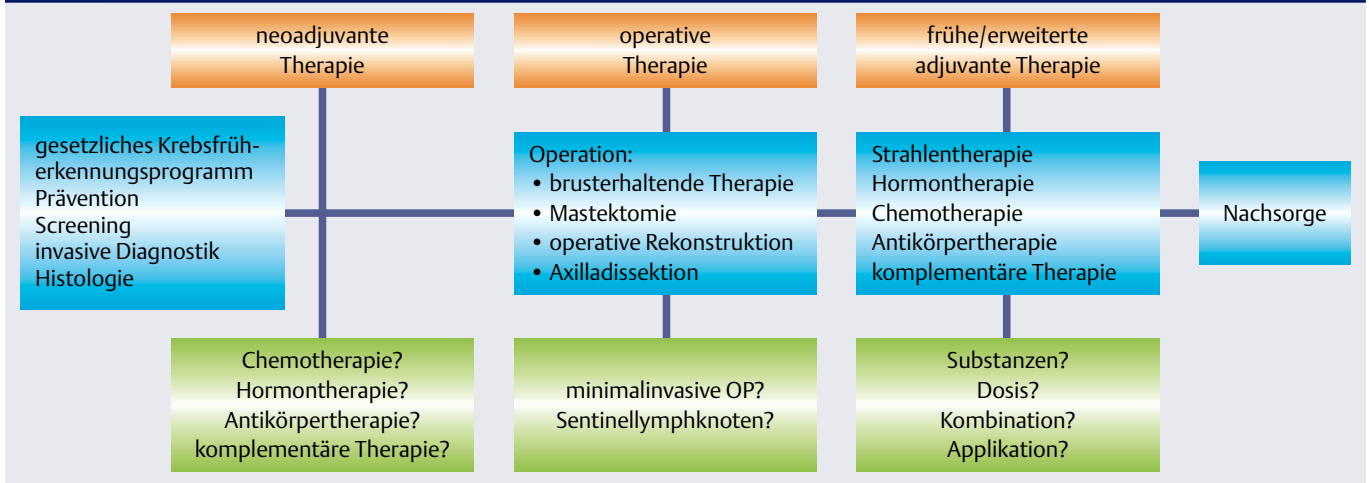 neoadjuvante
Therapie
operative
Therapie
frühe/erweiterte
adjuvante Therapie
gesetzliches Krebsfrüh-
erkennungsprogramm
Prävention
Screening
invasive Diagnostik
Histologie
Operation:
• brusterhaltende Therapie
• Mastektomie
• operative Rekonstruktion
• Axilladissektion
Strahlentherapie
Hormontherapie
Chemotherapie
Antikörpertherapie
komplementäre Therapie
Nachsorge
Chemotherapie?
Hormontherapie?
Antikörpertherapie?
komplementäre Therapie?
minimalinvasive OP?
Sentinellymphknoten?
Substanzen?
Dosis?
Kombination?
Applikation?